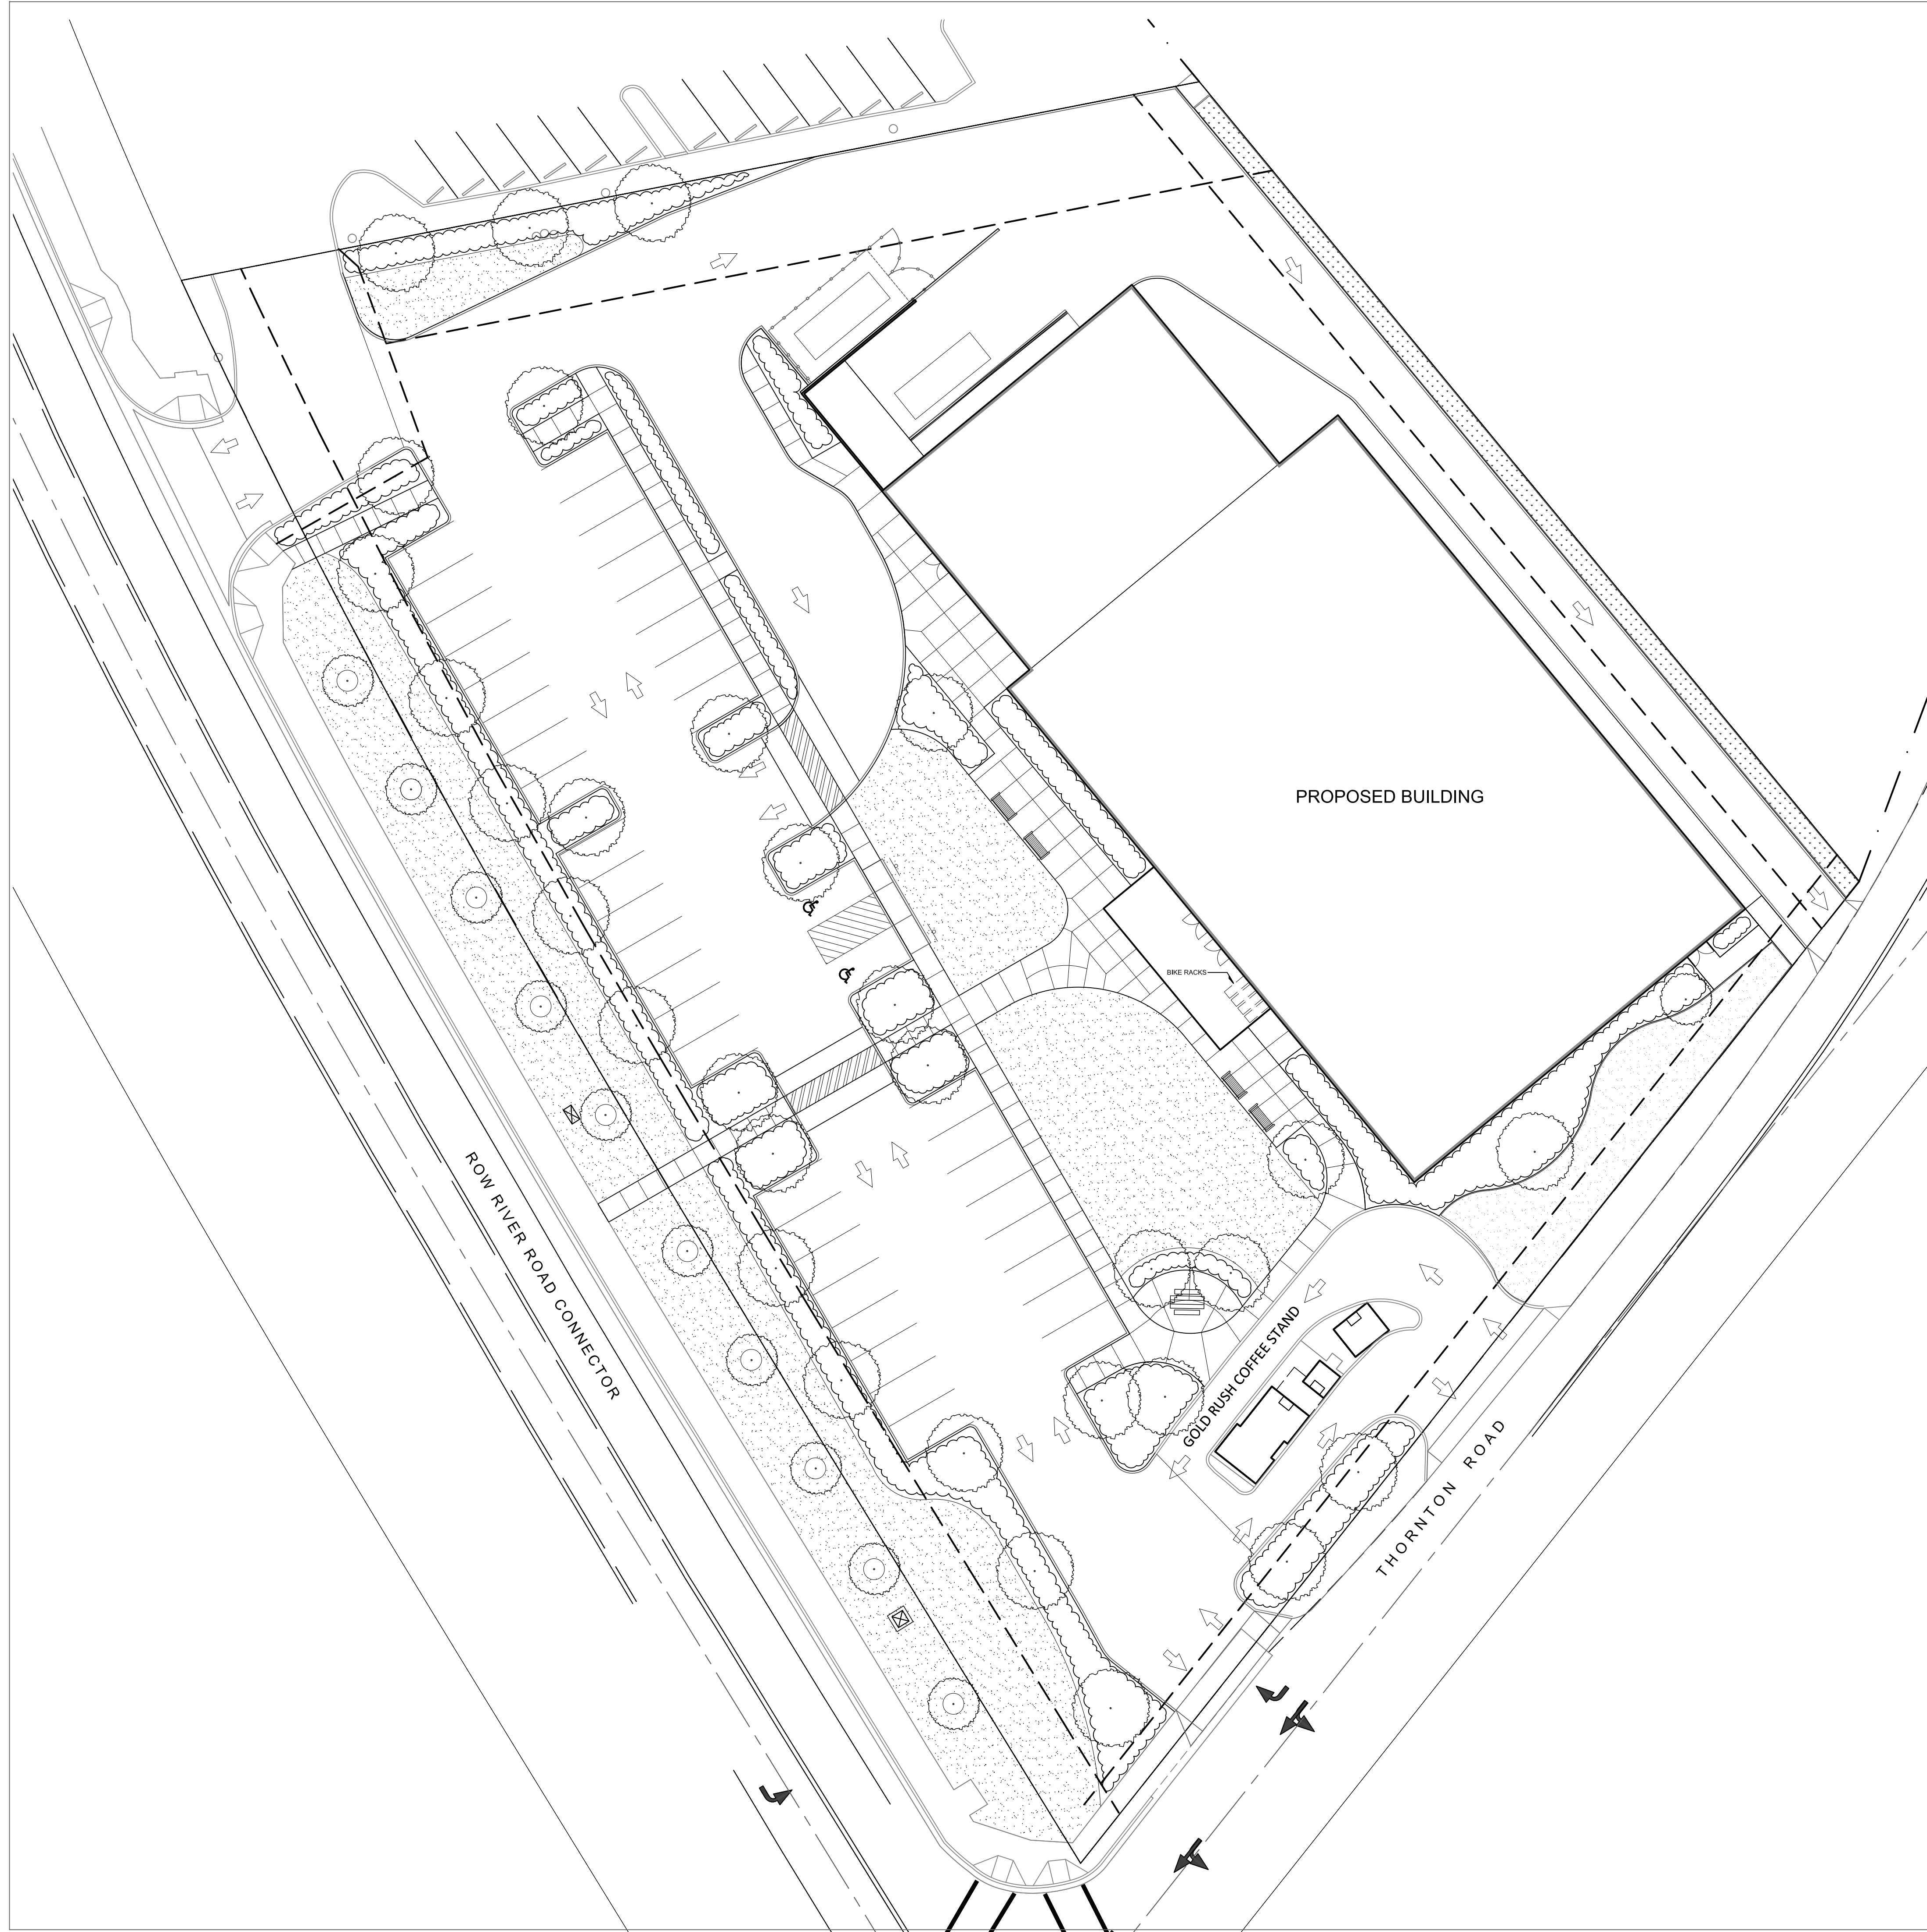 PROPOSED BUILDING
BIKE RACKS
ROW RIVER ROAD CONNECTOR
GOLD RUSH COFFEE STAND
THORNTON ROAD